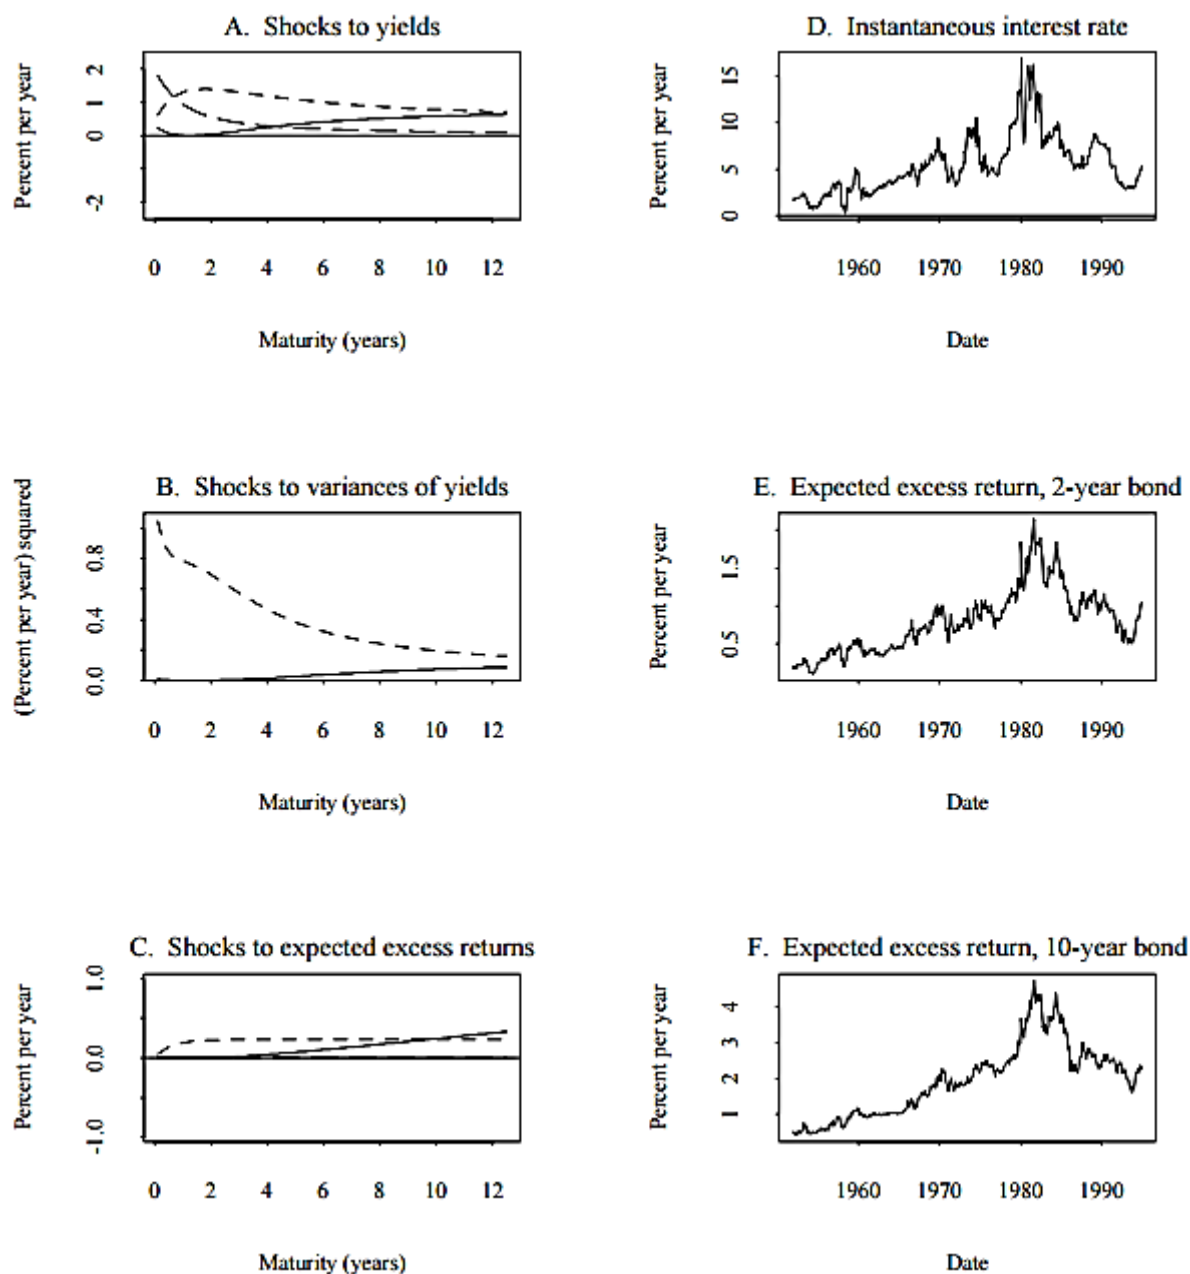 A. Shocks to yields
Percent per year
2
1
0
-2
0 2 4 6 8 10 12
Maturity (years)
D. Instantaneous interest rate
Percent per year
15
10
5
0
1960 1970 1980 1990
Date
B. Shocks to variances of yields
(Percent per year) squared
0.8
0.4
0.0
0 2 4 6 8 10 12
Maturity (years)
E. Expected excess return, 2-year bond
Percent per year
1.5
0.5
1960 1970 1980 1990
Date
C. Shocks to expected excess returns
Percent per year
1.0
0.0
-1.0
0 2 4 6 8 10 12
Maturity (years)
F. Expected excess return, 10-year bond
Percent per year
4
3
2
1
1960 1970 1980 1990
Date